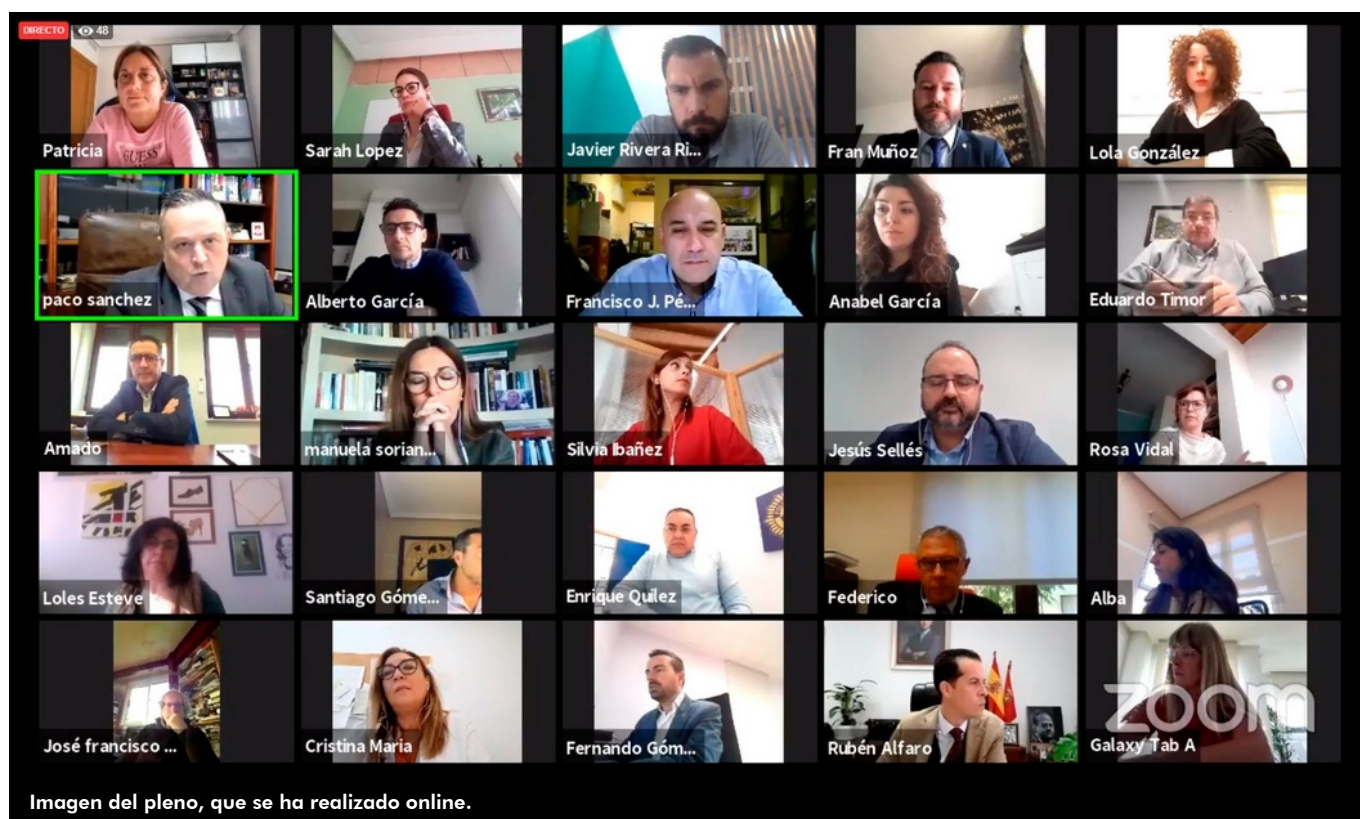 DIRECTO 48
GUESS
Patricia
Sarah Lopez
Javier Rivera Ri...
Fran Muñoz
Lola González
paco sanchez
Alberto García
Francisco J. Pé...
Anabel García
Eduardo Timor
Amado
manuela sorian...
Silvia Ibañez
Jesús Sellés
Rosa Vidal
Loles Esteve
Santiago Góme...
Enrique Quilez
Federico
Alba
José francisco ...
Cristina Maria
Fernando Góm...
Rubén Alfaro
zoom
Galaxy Tab A
Imagen del pleno, que se ha realizado online.